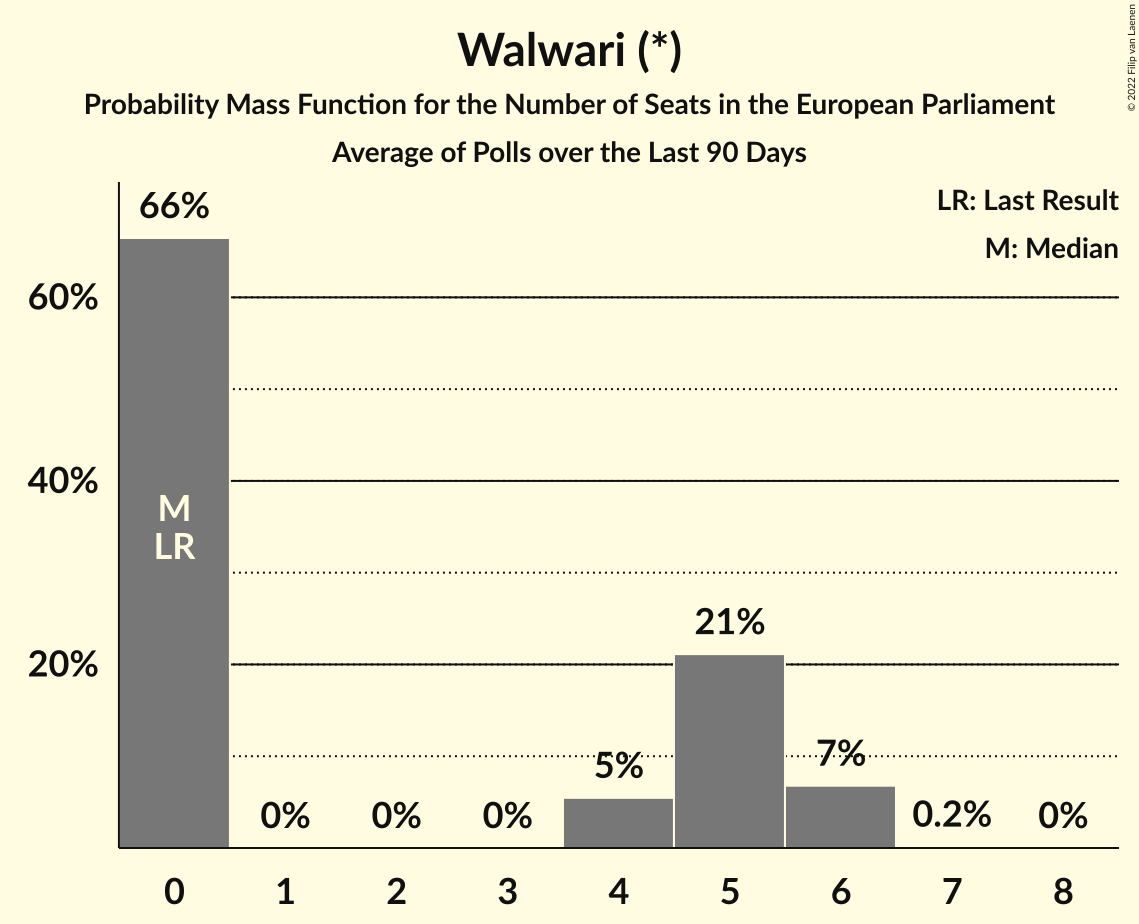 Walwari (*)
Probability Mass Function for the Number of Seats in the European Parliament
Average of Polls over the Last 90 Days
© 2022 Filip van Laenen
LR: Last Result
M: Median
66%
60%
40%
M
LR
21%
20%
5%
7%
0%
0%
0%
0.2%
0%
0
1
2
3
4
5
6
7
8